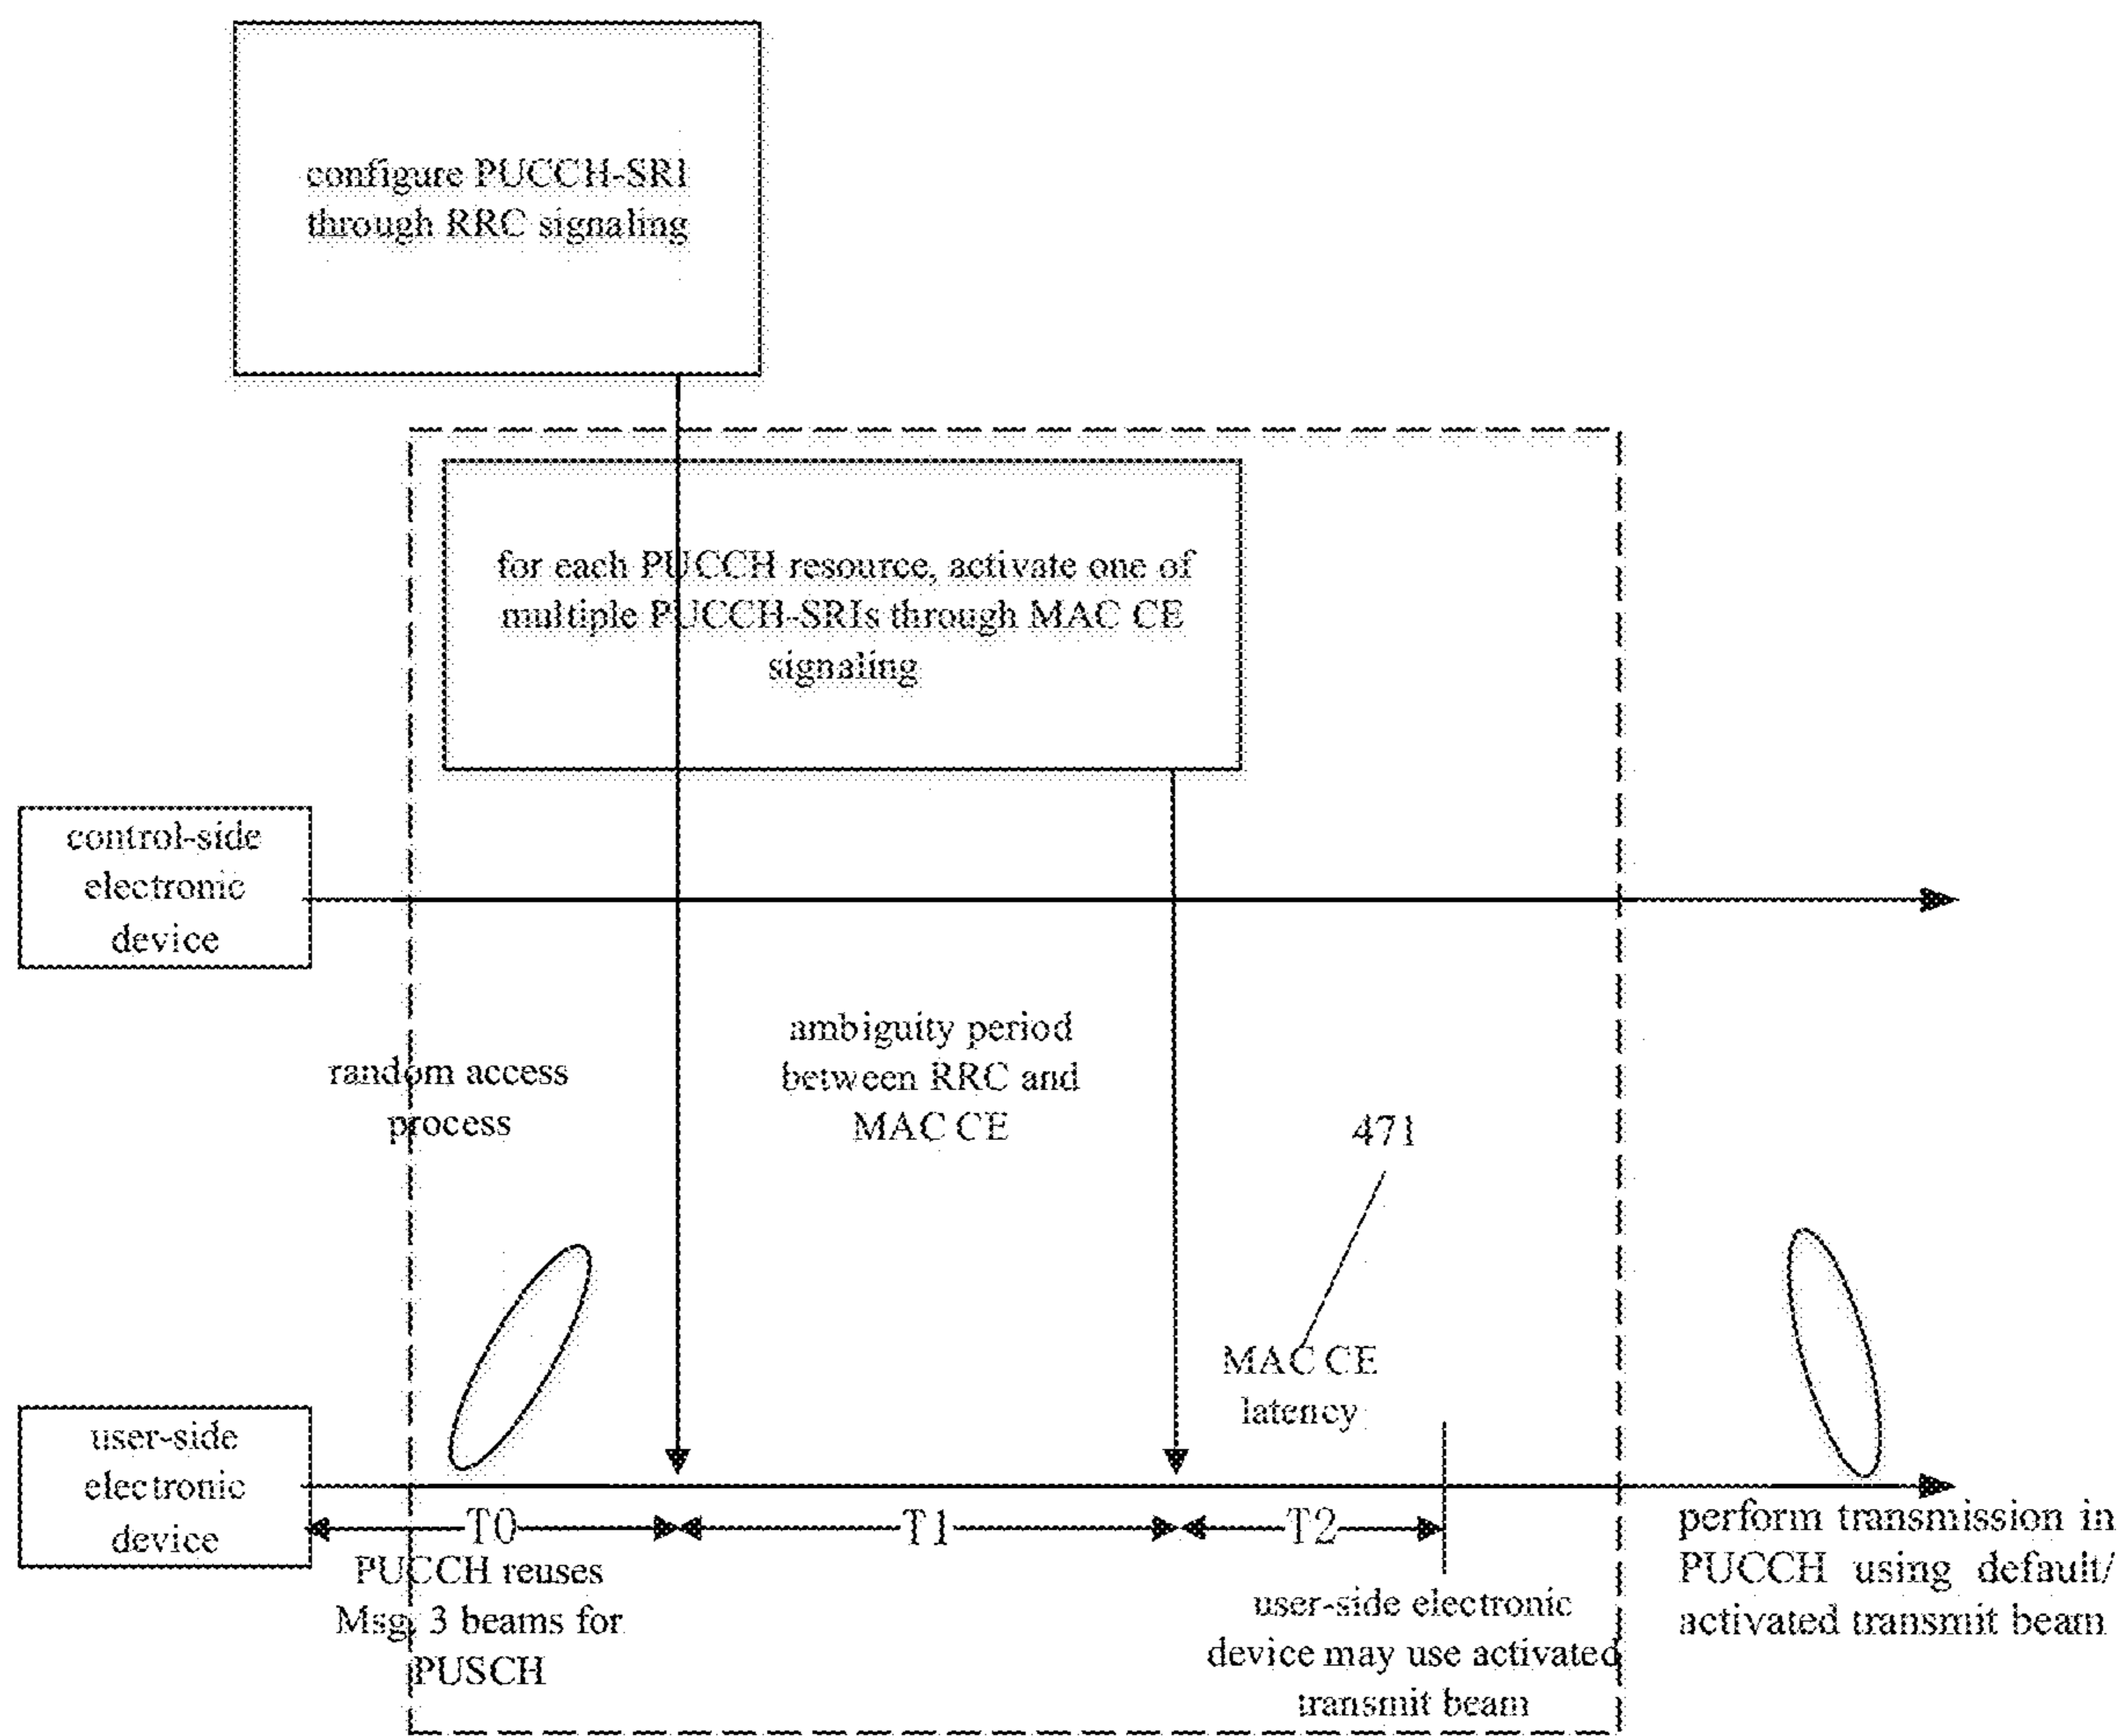 configure PUCCH-SRI
through RRC signaling
for each PUCCH resource, activate one of
multiple PUCCH-SRIs through MAC CE
signaling
control-side
electronic
device
random access
process
ambiguity period
between RRC and
MAC CE
471
MAC CE
latency
user-side
electronic
device
T0
T1
T2
PUCCH reuses
Msg. 3 beams for
PUSCH
user-side electronic
device may use activated
transmit beam
perform transmission in
PUCCH using default/
activated transmit beam